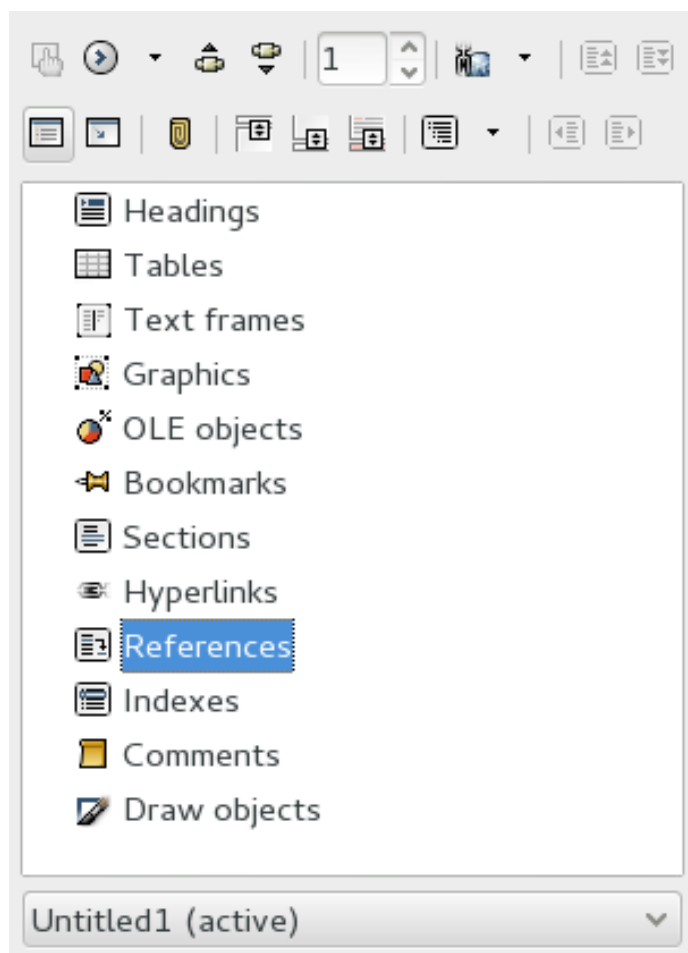 1
Headings
Tables
Text frames
Graphics
OLE objects
Bookmarks
Sections
Hyperlinks
References
Indexes
Comments
Draw objects
Untitled1 (active)